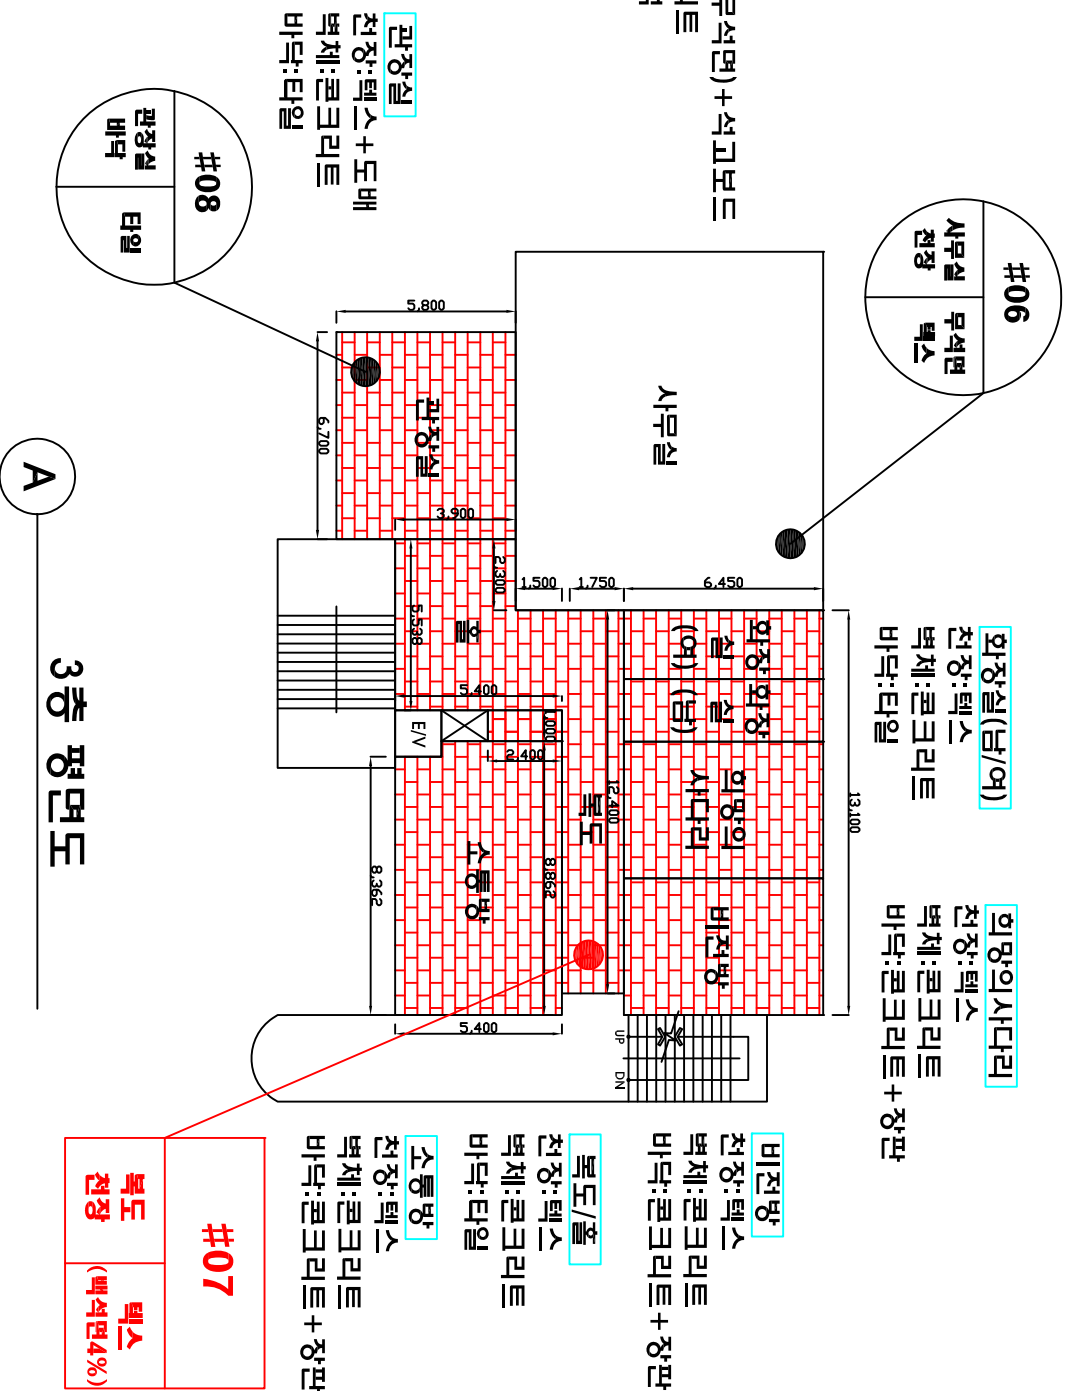 무석면)+석고보드
관장실
천장:텍스+도배
벽체:콘크리트
바닥:타일
#08
관장실
바닥
타일
#06
사무실
천장
무석면
텍스
화장실(남/여)
천장:텍스
벽체:콘크리트
바닥:타일
희망의사다리
천장:텍스
벽체:콘크리트
바닥:콘크리트+장판
비전방
천장:텍스
벽체:콘크리트
바닥:콘크리트+장판
복도/홀
천장:텍스
벽체:콘크리트
바닥:타일
소통방
천장:텍스
벽체:콘크리트
바닥:콘크리트+장판
#07
복도
천장
텍스
(백석면4%)
사무실
관장실
홀
화장
실
(여)
화장
실
(남)
희망의
사다리
비전방
복도
소통방
E/V
UP
DN
5,800
6,700
3,900
2,300
5,538
1,500
1,750
6,450
13,100
12,400
5,400
1,000
2,400
8,862
8,362
5,400
A
3층 평면도